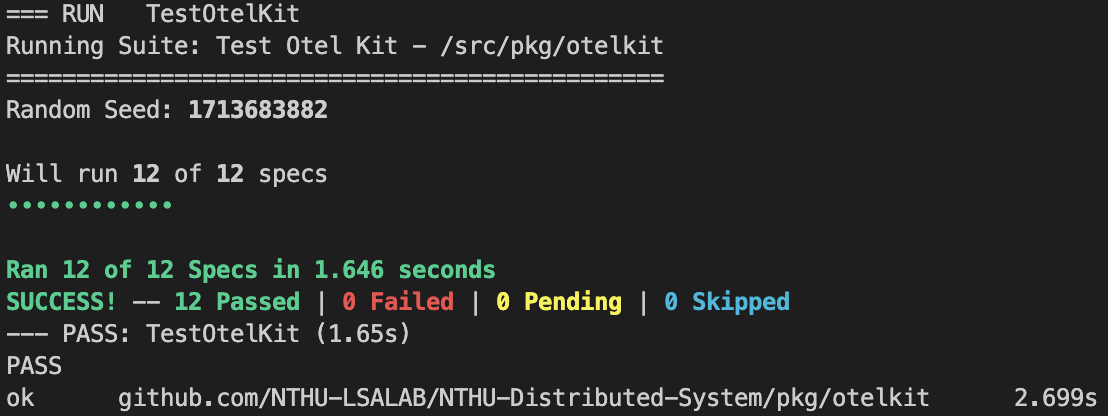 === RUN   TestOtelKit
Running Suite: Test Otel Kit - /src/pkg/otelkit
===============================================
Random Seed: 1713683882

Will run 12 of 12 specs
••••••••••••

Ran 12 of 12 Specs in 1.646 seconds
SUCCESS! -- 12 Passed | 0 Failed | 0 Pending | 0 Skipped
--- PASS: TestOtelKit (1.65s)
PASS
ok      github.com/NTHU-LSALAB/NTHU-Distributed-System/pkg/otelkit      2.699s